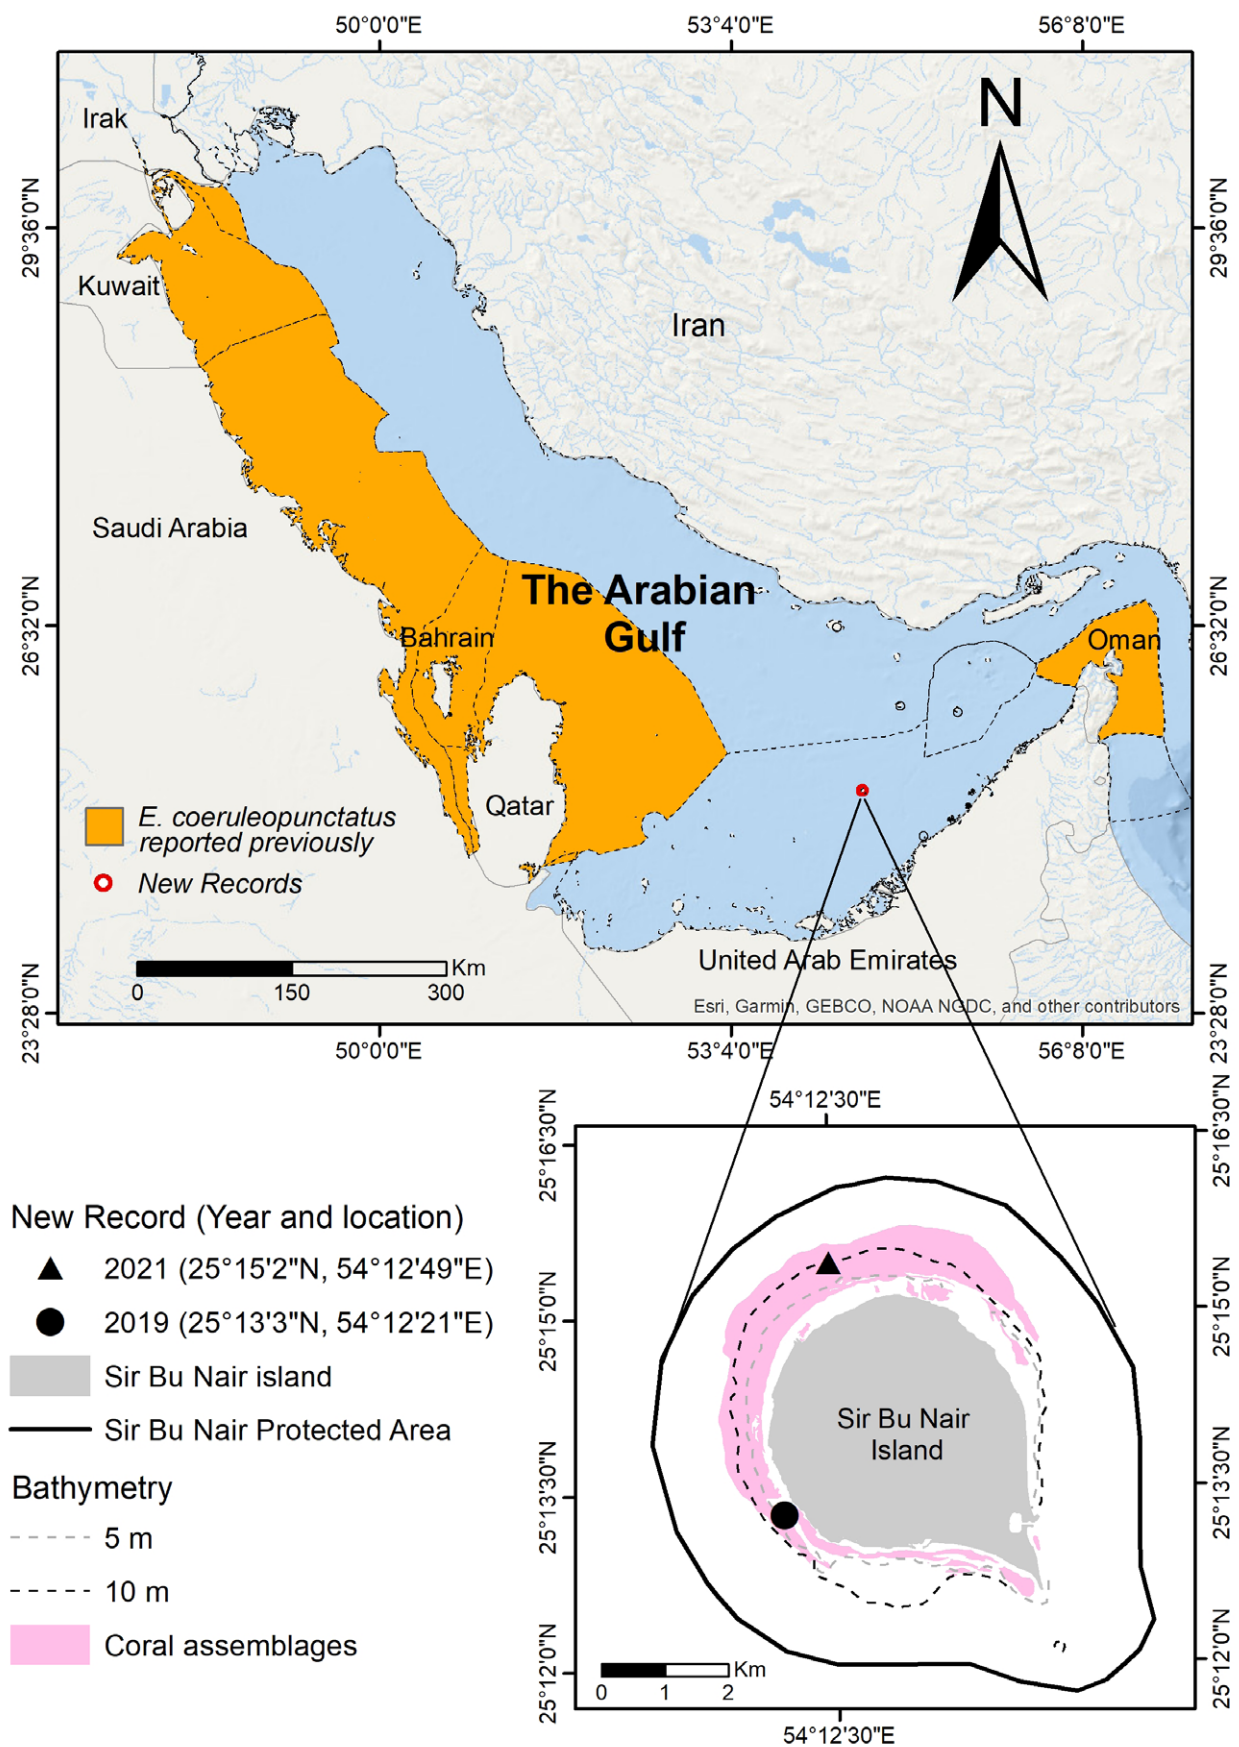 50°0'0"E 53°4'0"E 56°8'0"E
N
Irak
29°36'0"N
29°36'0"N
Kuwait
Iran
Saudi Arabia
The Arabian
Gulf
26°32'0"N
26°32'0"N
Bahrain
Oman
Qatar
E. coeruleopunctatus
reported previously
New Records
Km
0 150 300
United Arab Emirates
Esri, Garmin, GEBCO, NOAA NGDC, and other contributors
23°28'0"N
23°28'0"N
50°0'0"E 53°4'0"E 56°8'0"E
54°12'30"E
25°16'30"N
25°16'30"N
New Record (Year and location)
2021 (25°15'2"N, 54°12'49"E)
2019 (25°13'3"N, 54°12'21"E)
Sir Bu Nair island
Sir Bu Nair Protected Area
Bathymetry
5 m
10 m
Coral assemblages
25°15'0"N
25°15'0"N
Sir Bu Nair
Island
25°13'30"N
25°13'30"N
25°12'0"N
25°12'0"N
Km
0 1 2
54°12'30"E